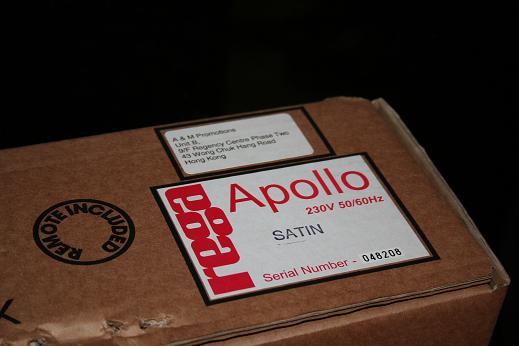 A & M Promotions
Unit B,
9/F Regency Centre Phase Two
43 Wong Chuk Hang Road
Hong Kong
rega
Apollo
230V 50/60Hz
SATIN
Serial Number - 048208
REMOTE INCLUDED